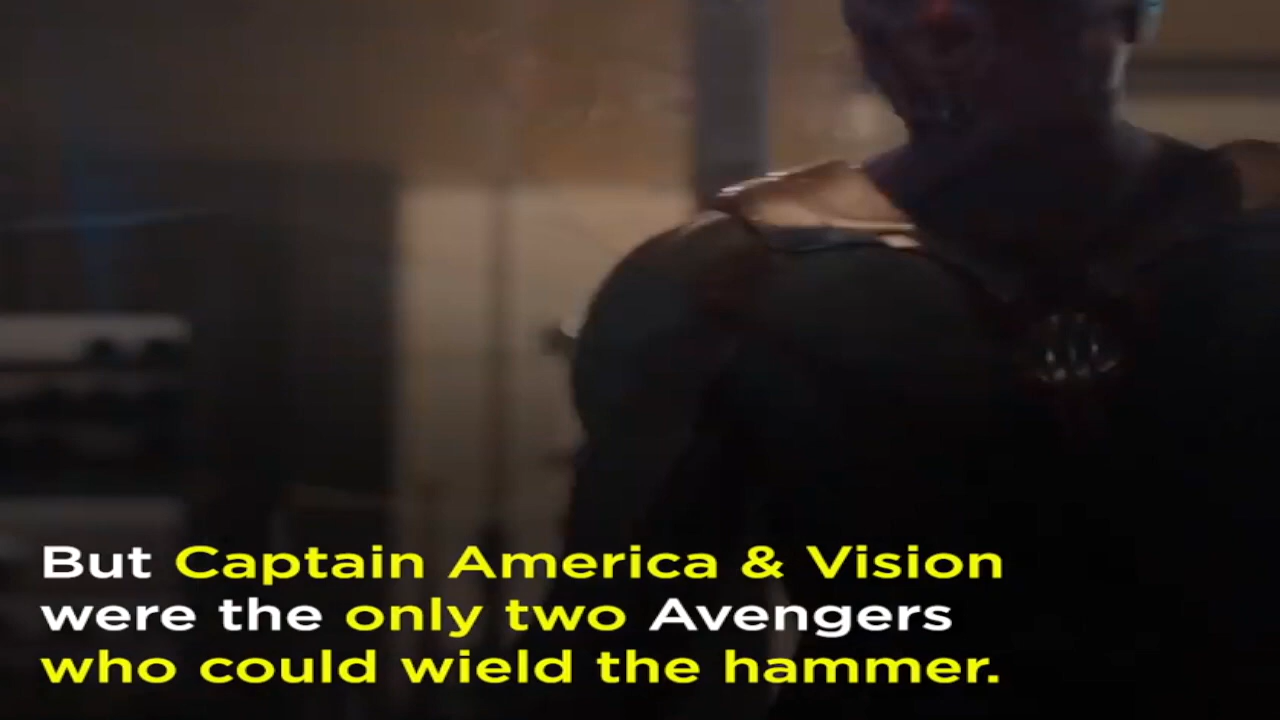 But Captain America & Vision
were the only two Avengers
who could wield the hammer.